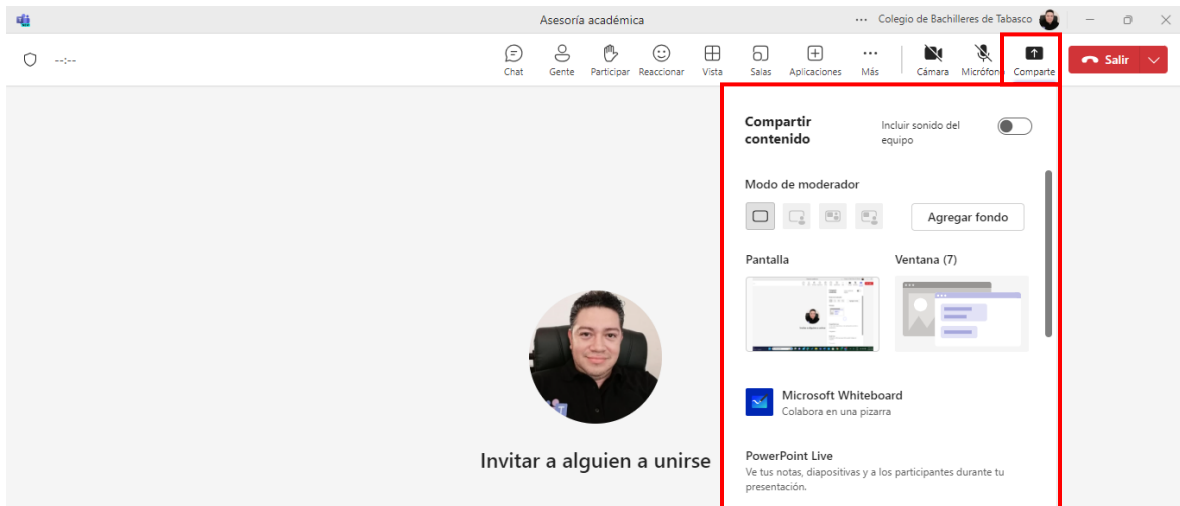 Asesoría académica
... Colegio de Bachilleres de Tabasco
--:--
Chat Gente Participar Reaccionar Vista Salas Aplicaciones Más Cámara Micrófono Comparte
Salir
Compartir contenido
Incluir sonido del equipo
Modo de moderador
Agregar fondo
Pantalla
Ventana (7)
Microsoft Whiteboard
Colabora en una pizarra
PowerPoint Live
Ve tus notas, diapositivas y a los participantes durante tu
presentación.
Invitar a alguien a unirse